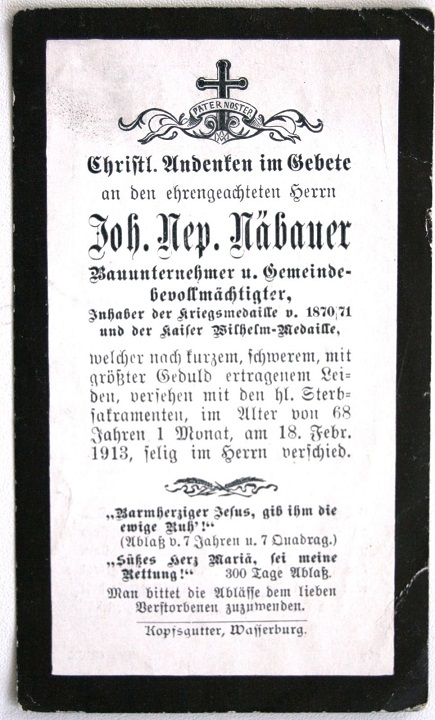 PATER NOSTER
Christl. Andenken im Gebete
an den ehrengeachteten Herrn
Joh. Nep. Näbauer
Bauunternehmer u. Gemeinde-
bevollmächtigter,
Inhaber der Kriegsmedaille v. 1870/71
und der Kaiser Wilhelm-Medaille,
welcher nach kurzem, schwerem, mit
größter Geduld ertragenem Lei-
den, versehen mit den hl. Sterb-
sakramenten, im Alter von 68
Jahren 1 Monat, am 18. Febr.
1913, selig im Herrn verschied.
„Barmherziger Jesus, gib ihm die
ewige Ruh'!“
(Ablaß v. 7 Jahren u. 7 Quadrag.)
„Süßes Herz Mariä, sei meine
Rettung!“ 300 Tage Ablaß.
Man bittet die Ablässe dem lieben
Verstorbenen zuzuwenden.
Kopfsgutter, Wasserburg.